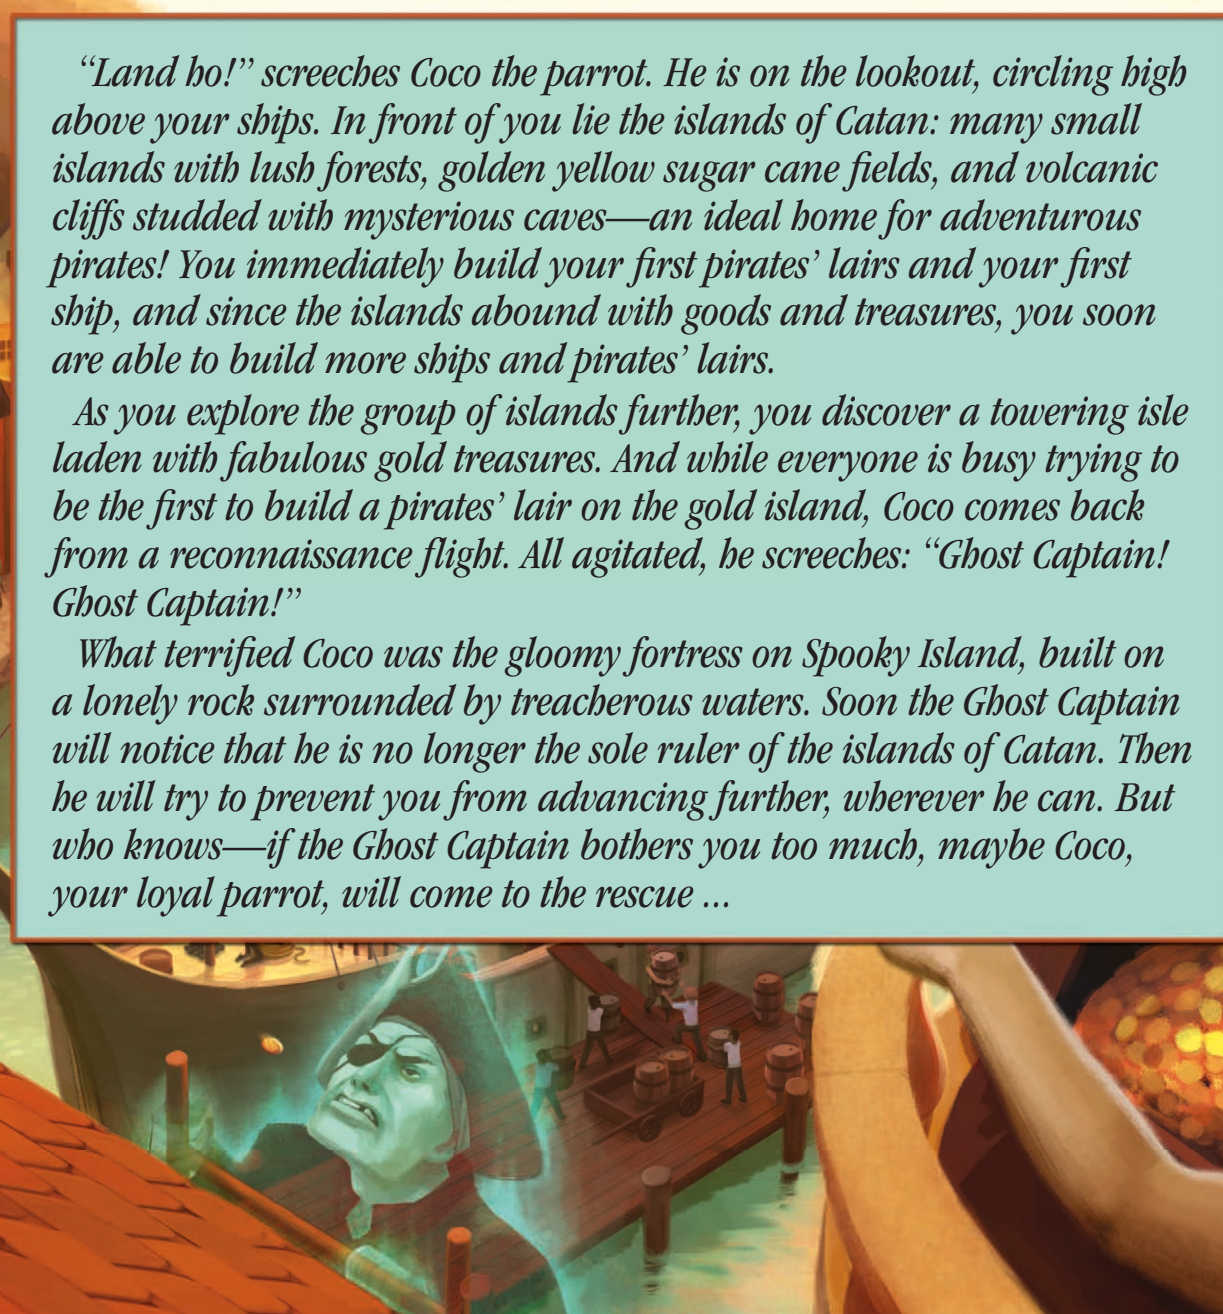 “Land ho!” screeches Coco the parrot. He is on the lookout, circling high
above your ships. In front of you lie the islands of Catan: many small
islands with lush forests, golden yellow sugar cane fields, and volcanic
cliffs studded with mysterious caves—an ideal home for adventurous
pirates! You immediately build your first pirates’ lairs and your first
ship, and since the islands abound with goods and treasures, you soon
are able to build more ships and pirates’ lairs.
As you explore the group of islands further, you discover a towering isle
laden with fabulous gold treasures. And while everyone is busy trying to
be the first to build a pirates’ lair on the gold island, Coco comes back
from a reconnaissance flight. All agitated, he screeches: “Ghost Captain!
Ghost Captain!”
What terrified Coco was the gloomy fortress on Spooky Island, built on
a lonely rock surrounded by treacherous waters. Soon the Ghost Captain
will notice that he is no longer the sole ruler of the islands of Catan. Then
he will try to prevent you from advancing further, wherever he can. But
who knows—if the Ghost Captain bothers you too much, maybe Coco,
your loyal parrot, will come to the rescue ...